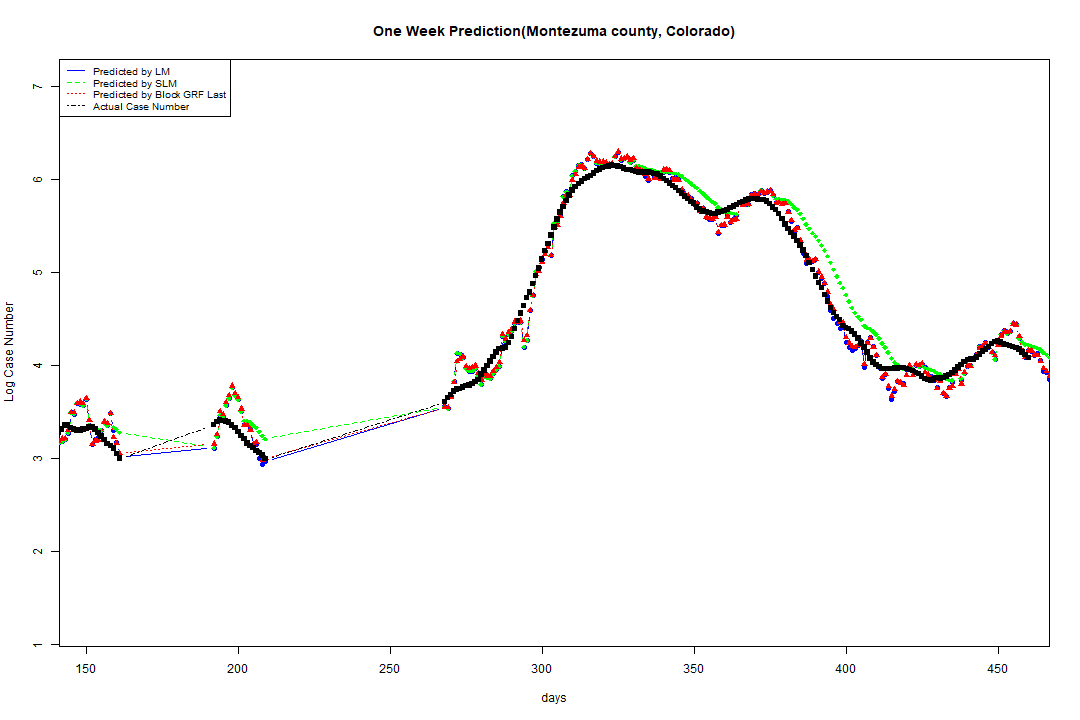 One Week Prediction(Montezuma county, Colorado)
Predicted by LM
Predicted by SLM
Predicted by Block GRF Last
Actual Case Number
7
6
5
4
3
2
1
Log Case Number
150 200 250 300 350 400 450
days